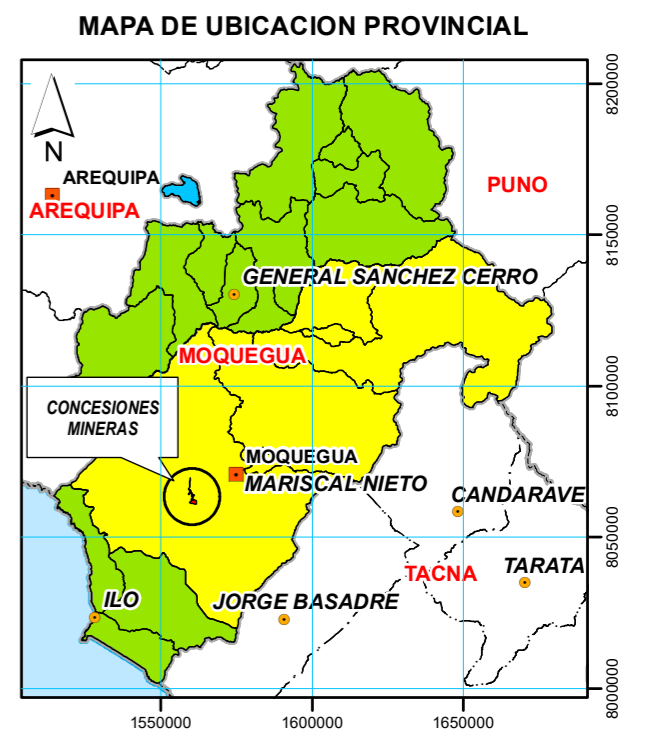 MAPA DE UBICACION PROVINCIAL
8200000
N
AREQUIPA
AREQUIPA
PUNO
8150000
GENERAL SANCHEZ CERRO
MOQUEGUA
8100000
CONCESIONES
MINERAS
MOQUEGUA
MARISCAL NIETO
CANDARAVE
8050000
TARATA
TACNA
ILO
JORGE BASADRE
8000000
1550000
1600000
1650000